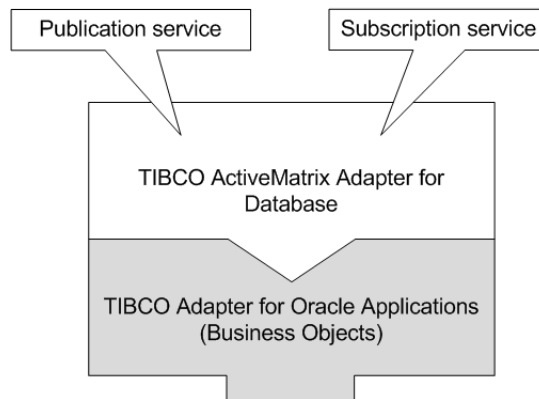 Publication service
Subscription service
TIBCO ActiveMatrix Adapter for
Database
TIBCO Adapter for Oracle Applications
(Business Objects)